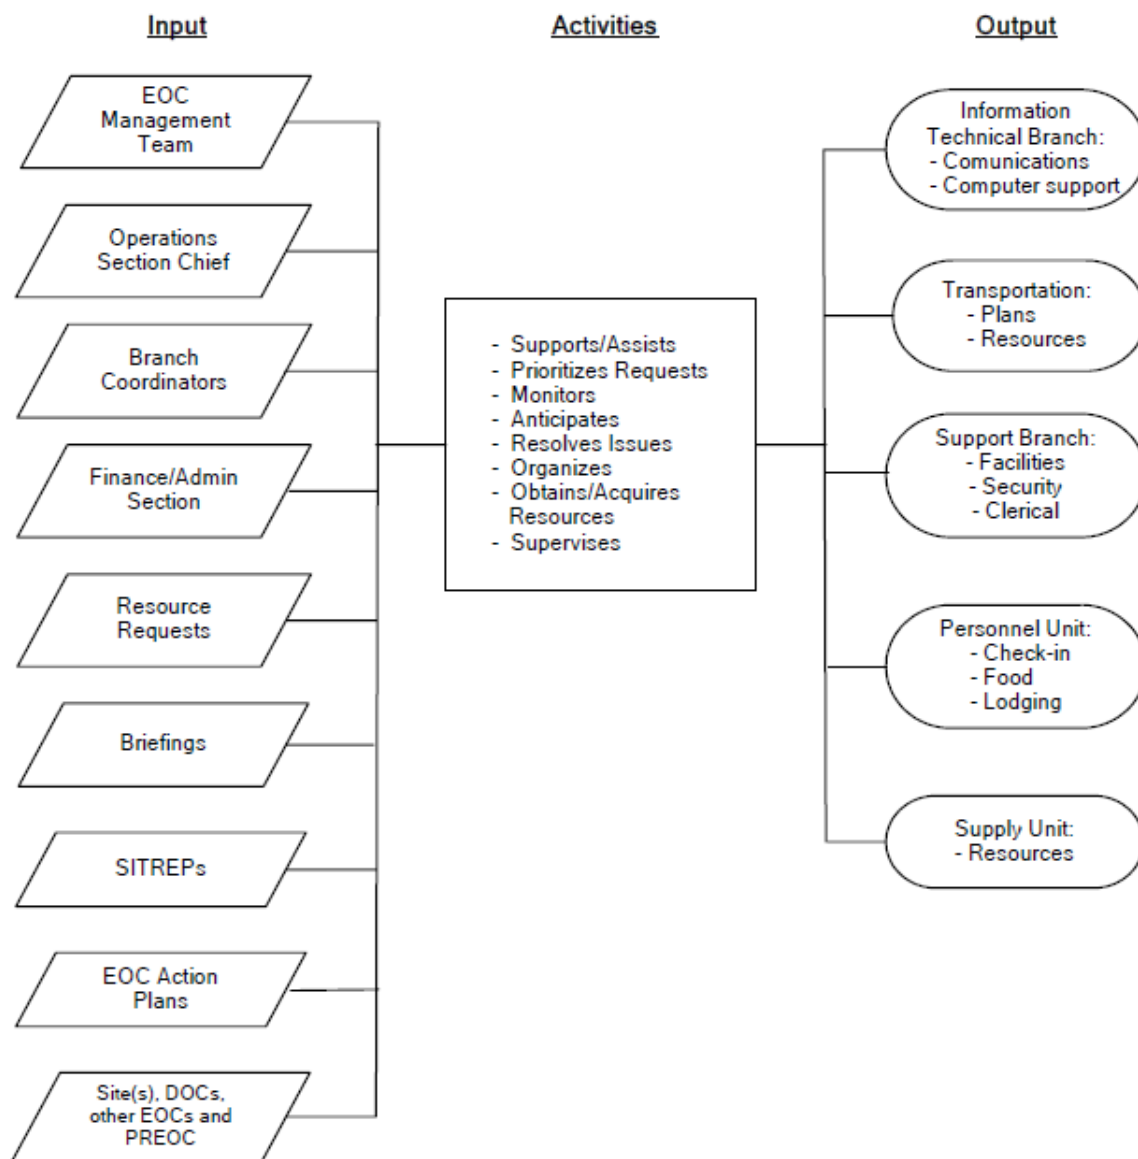 Input
Activities
Output
EOC
Management
Team
Operations
Section Chief
Branch
Coordinators
Finance/Admin
Section
Resource
Requests
Briefings
SITREPs
EOC Action
Plans
Site(s), DOCs,
other EOCs and
PREOC
- Supports/Assists
- Prioritizes Requests
- Monitors
- Anticipates
- Resolves Issues
- Organizes
- Obtains/Acquires
Resources
- Supervises
Information
Technical Branch:
- Comunications
- Computer support
Transportation:
- Plans
- Resources
Support Branch:
- Facilities
- Security
- Clerical
Personnel Unit:
- Check-in
- Food
- Lodging
Supply Unit:
- Resources